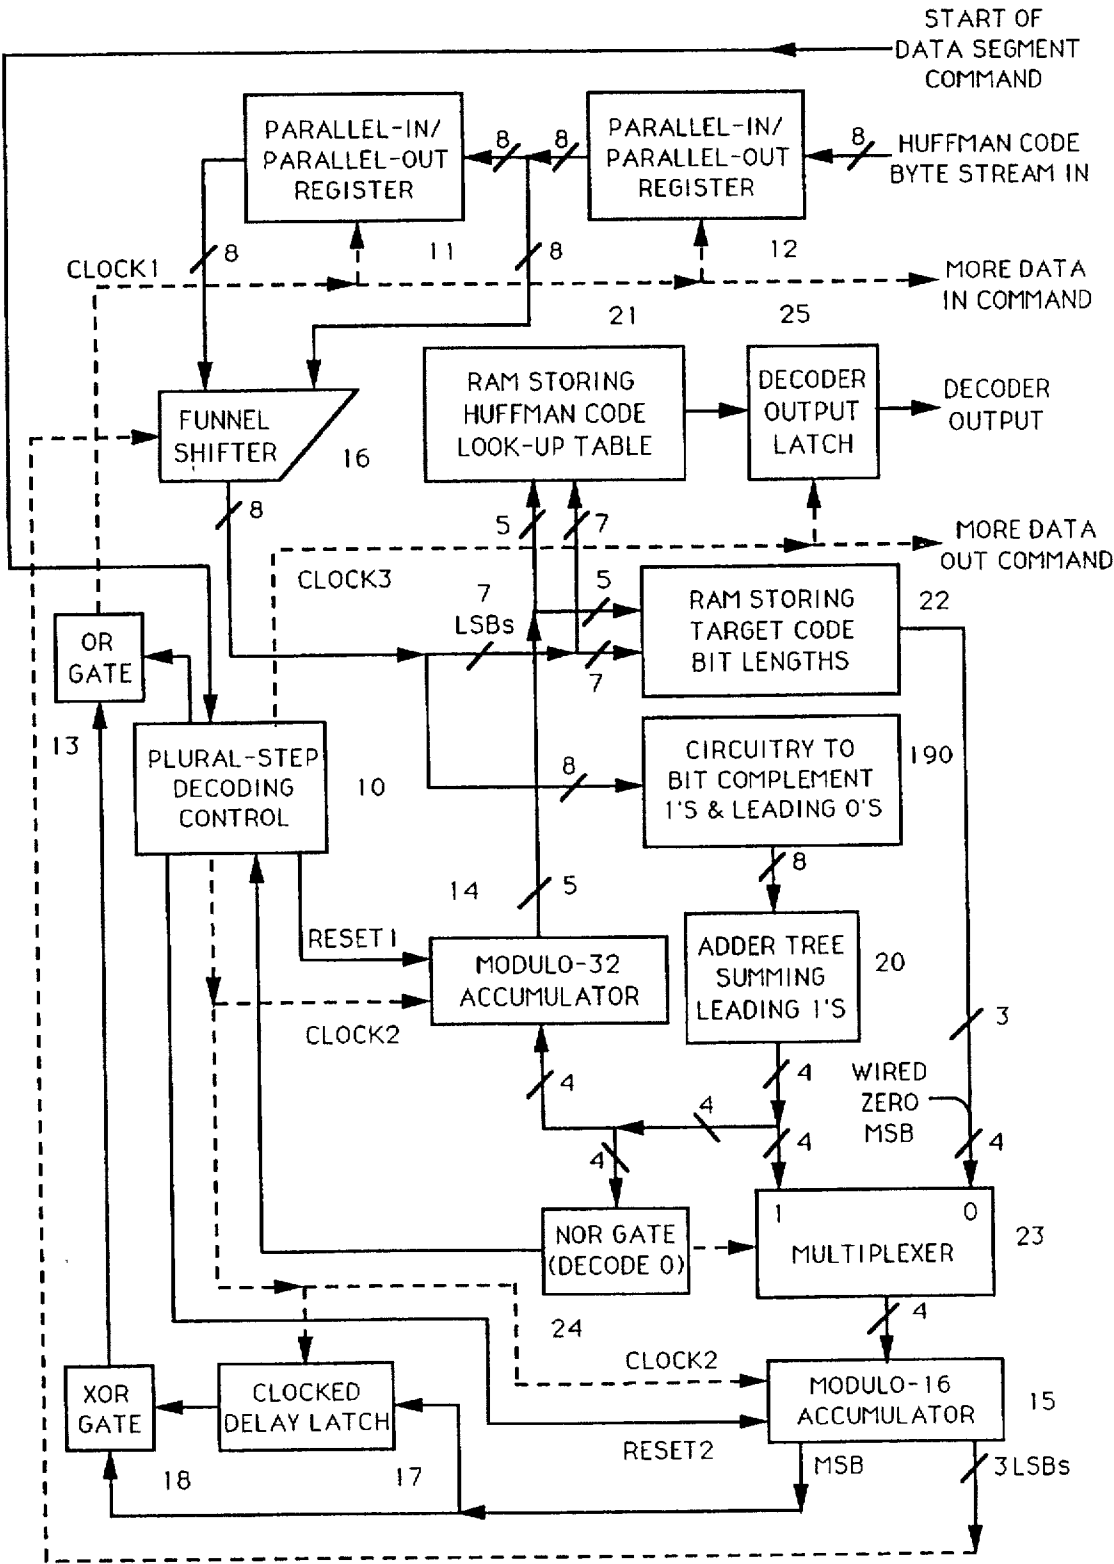 START OF
DATA SEGMENT
COMMAND
PARALLEL-IN/
PARALLEL-OUT
REGISTER
8
8
PARALLEL-IN/
PARALLEL-OUT
REGISTER
8
HUFFMAN CODE
BYTE STREAM IN
8
11
8
12
CLOCK1
MORE DATA
IN COMMAND
21
25
RAM STORING
HUFFMAN CODE
LOOK-UP TABLE
DECODER
OUTPUT
LATCH
DECODER
OUTPUT
FUNNEL
SHIFTER
16
8
5
7
MORE DATA
OUT COMMAND
CLOCK3
7
LSBs
5
7
RAM STORING
TARGET CODE
BIT LENGTHS
22
OR
GATE
13
PLURAL-STEP
DECODING
CONTROL
10
8
CIRCUITRY TO
BIT COMPLEMENT
1'S & LEADING 0'S
190
8
14
5
RESET1
MODULO-32
ACCUMULATOR
ADDER TREE
SUMMING
LEADING 1'S
20
CLOCK2
3
4
4
WIRED
ZERO
MSB
4
4
4
4
NOR GATE
(DECODE 0)
1
0
MULTIPLEXER
23
24
4
CLOCK2
XOR
GATE
CLOCKED
DELAY LATCH
MODULO-16
ACCUMULATOR
15
RESET2
MSB
3LSBs
18
17